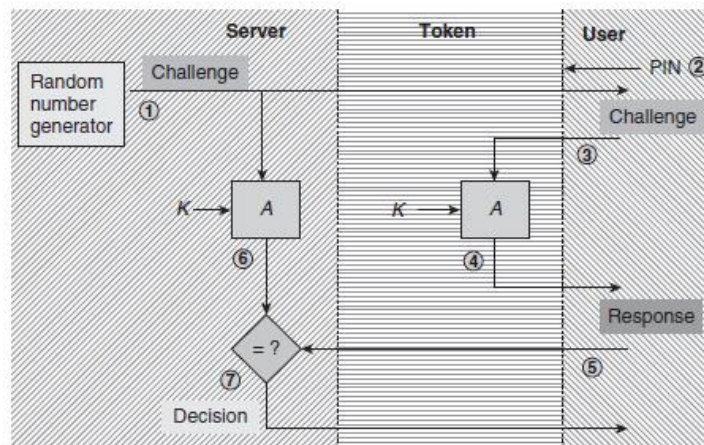 Server
Token
User
Random
number
generator
Challenge
①
PIN ②
Challenge
③
K
A
K
A
⑥
④
Response
= ?
⑤
⑦
Decision